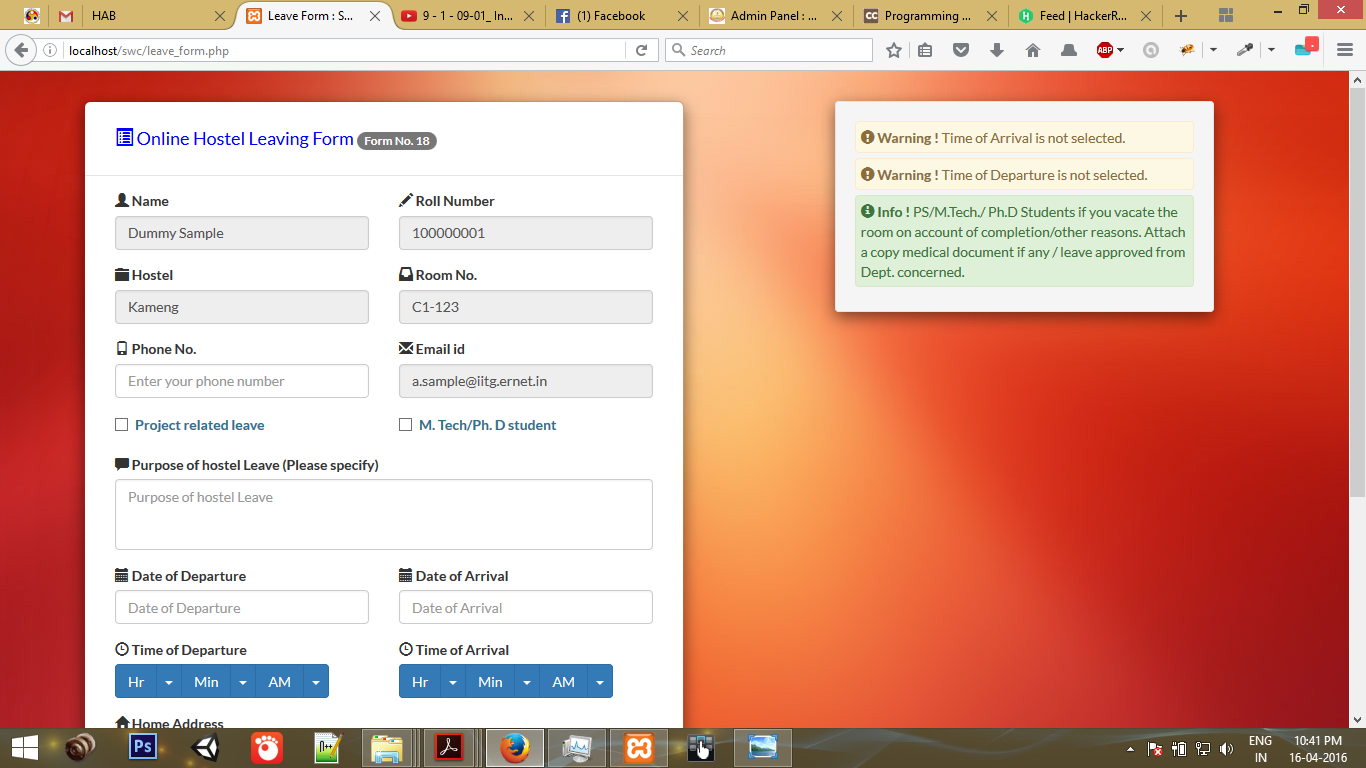 HAB
Leave Form : S...
9 - 1 - 09-01_ In...
(1) Facebook
Admin Panel : ...
CC Programming ...
H Feed | HackerR...
localhost/swc/leave_form.php
Search
ABP
Online Hostel Leaving Form Form No. 18
Name
Roll Number
Dummy Sample
100000001
Hostel
Room No.
Kameng
C1-123
Phone No.
Email id
Enter your phone number
a.sample@iitg.ernet.in
Project related leave
M. Tech/Ph. D student
Purpose of hostel Leave (Please specify)
Purpose of hostel Leave
Date of Departure
Date of Arrival
Date of Departure
Date of Arrival
Time of Departure
Time of Arrival
Hr Min AM
Hr Min AM
Home Address
Warning ! Time of Arrival is not selected.
Warning ! Time of Departure is not selected.
Info ! PS/M.Tech./ Ph.D Students if you vacate the
room on account of completion/other reasons. Attach
a copy medical document if any / leave approved from
Dept. concerned.
Ps
ENG
IN
10:41 PM
16-04-2016